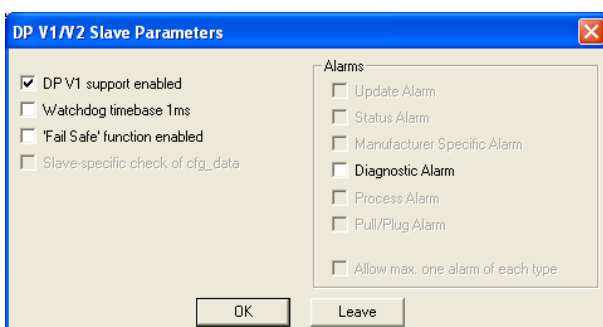 DP V1/V2 Slave Parameters
DP V1 support enabled
Watchdog timebase 1ms
'Fail Safe' function enabled
Slave-specific check of cfg_data
Alarms
Update Alarm
Status Alarm
Manufacturer Specific Alarm
Diagnostic Alarm
Process Alarm
Pull/Plug Alarm
Allow max. one alarm of each type
OK
Leave